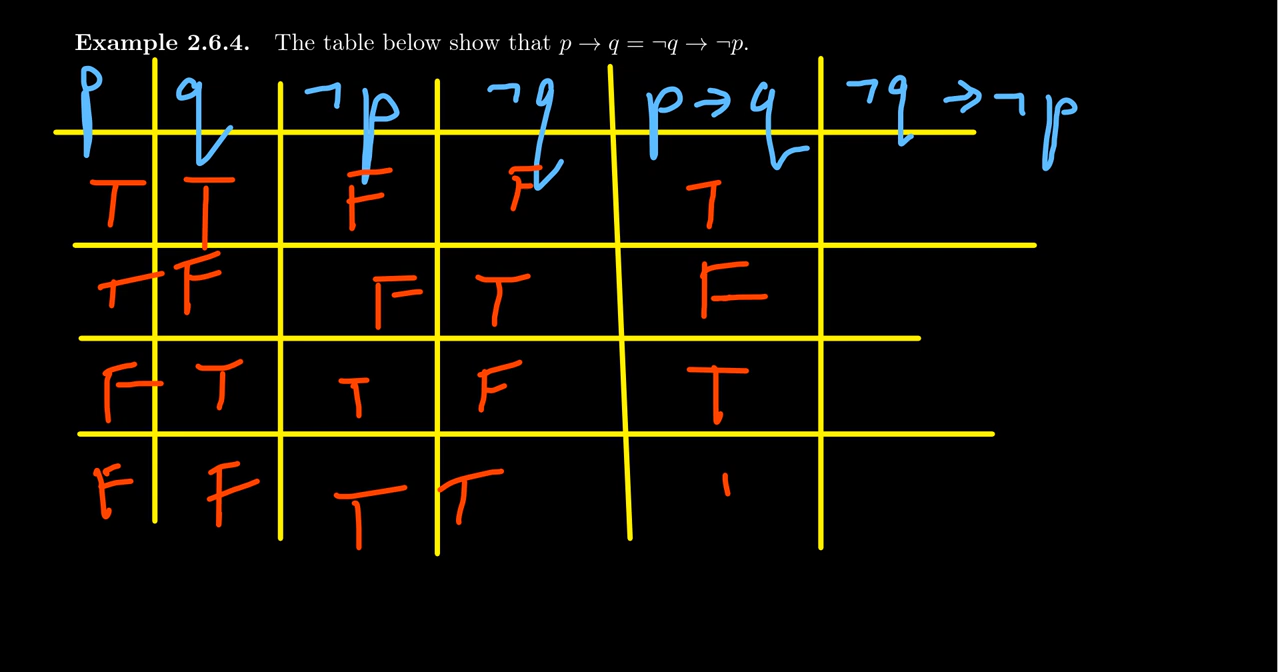 Example 2.6.4. The table below show that p → q = ¬q → ¬p.
p q ¬p ¬q p → q ¬q → ¬p
T T F F T
T F F T F
F T T F T
F F T T